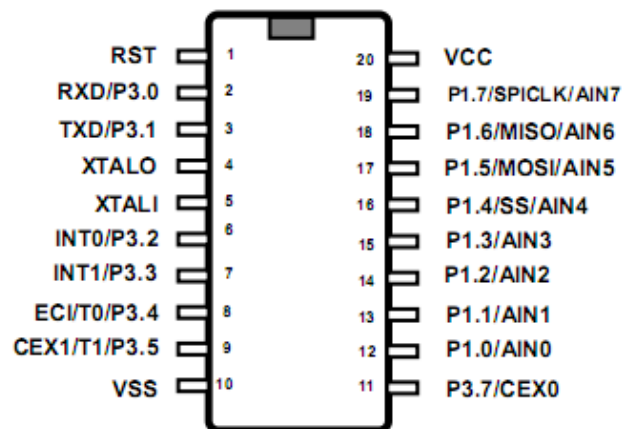 RST 1 20 VCC
RXD/P3.0 2 19 P1.7/SPICLK/AIN7
TXD/P3.1 3 18 P1.6/MISO/AIN6
XTALO 4 17 P1.5/MOSI/AIN5
XTALI 5 16 P1.4/SS/AIN4
INT0/P3.2 6 15 P1.3/AIN3
INT1/P3.3 7 14 P1.2/AIN2
ECI/T0/P3.4 8 13 P1.1/AIN1
CEX1/T1/P3.5 9 12 P1.0/AIN0
VSS 10 11 P3.7/CEX0